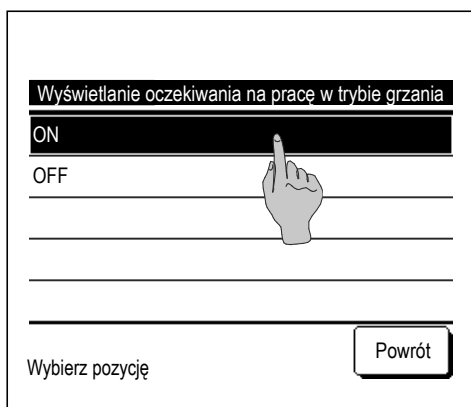 Wyświetlanie oczekiwania na pracę w trybie grzania
ON
OFF
Wybierz pozycję
Powrót